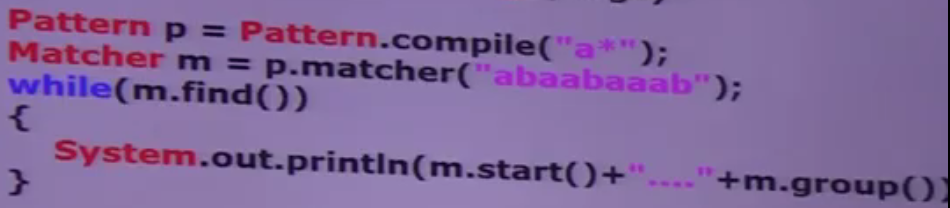 Pattern p = Pattern.compile("a*");
Matcher m = p.matcher("abaabaaab");
while(m.find())
{
System.out.println(m.start()+"...."+m.group())
}